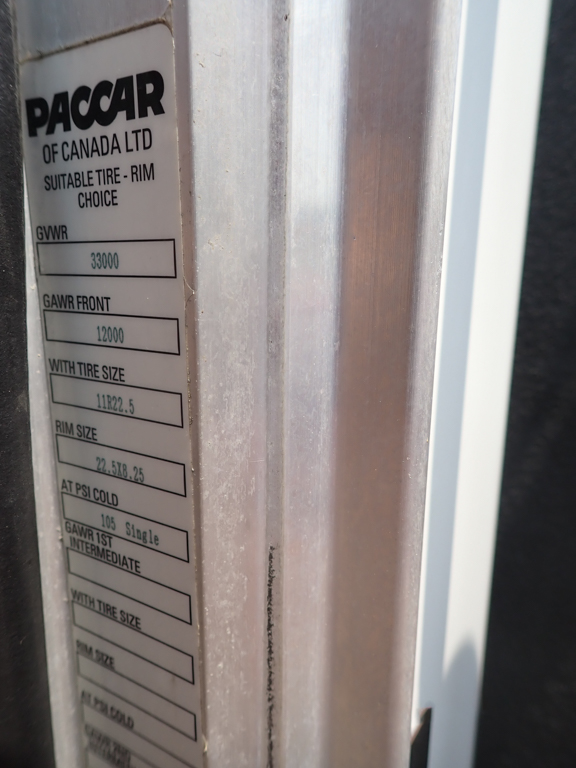 PACCAR
OF CANADA LTD
SUITABLE TIRE - RIM
CHOICE
GVWR
33000
GAWR FRONT
12000
WITH TIRE SIZE
11R22.5
RIM SIZE
22.5X8.25
AT PSI COLD
105 Single
GAWR 1ST
INTERMEDIATE
WITH TIRE SIZE
RIM SIZE
AT PSI COLD
GAWR 2ND